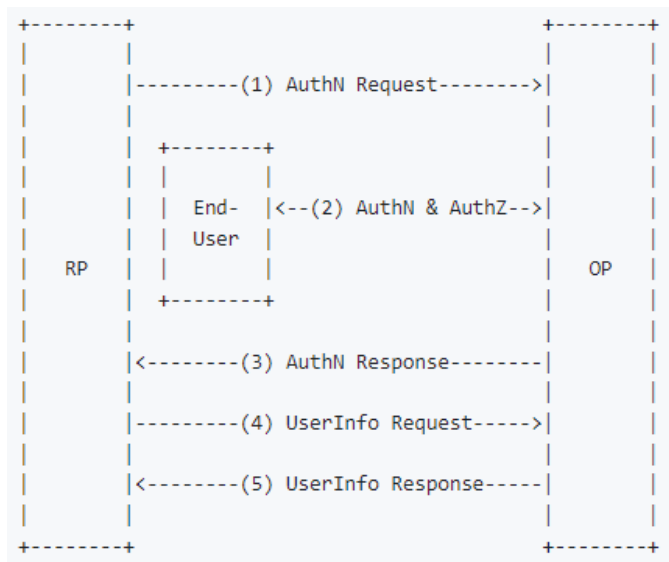 (1) AuthN Request
End-
(2) AuthN & AuthZ
User
RP
OP
(3) AuthN Response
(4) UserInfo Request
(5) UserInfo Response